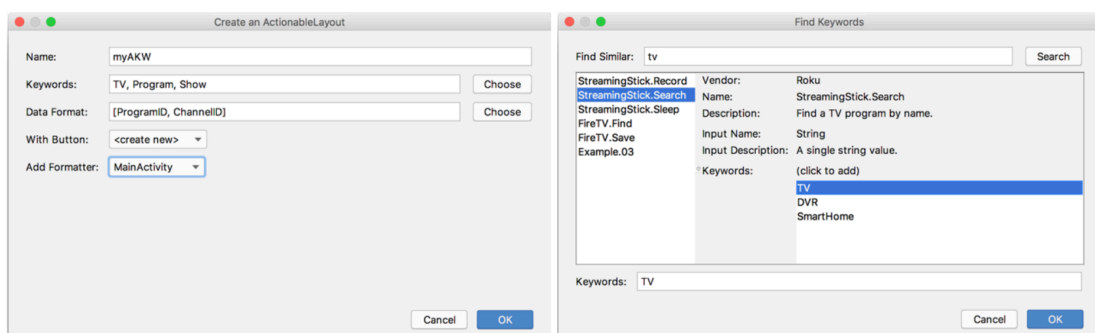 Create an ActionableLayout
Name: myAKW
Keywords: TV, Program, Show Choose
Data Format: [ProgramID, ChannelID] Choose
With Button: <create new>
Add Formatter: MainActivity
Cancel OK
Find Keywords
Find Similar: tv Search
StreamingStick.Record
StreamingStick.Search
StreamingStick.Sleep
FireTV.Find
FireTV.Save
Example.03
Vendor: Roku
Name: StreamingStick.Search
Description: Find a TV program by name.
Input Name: String
Input Description: A single string value.
Keywords: (click to add)
TV
DVR
SmartHome
Keywords: TV
Cancel OK